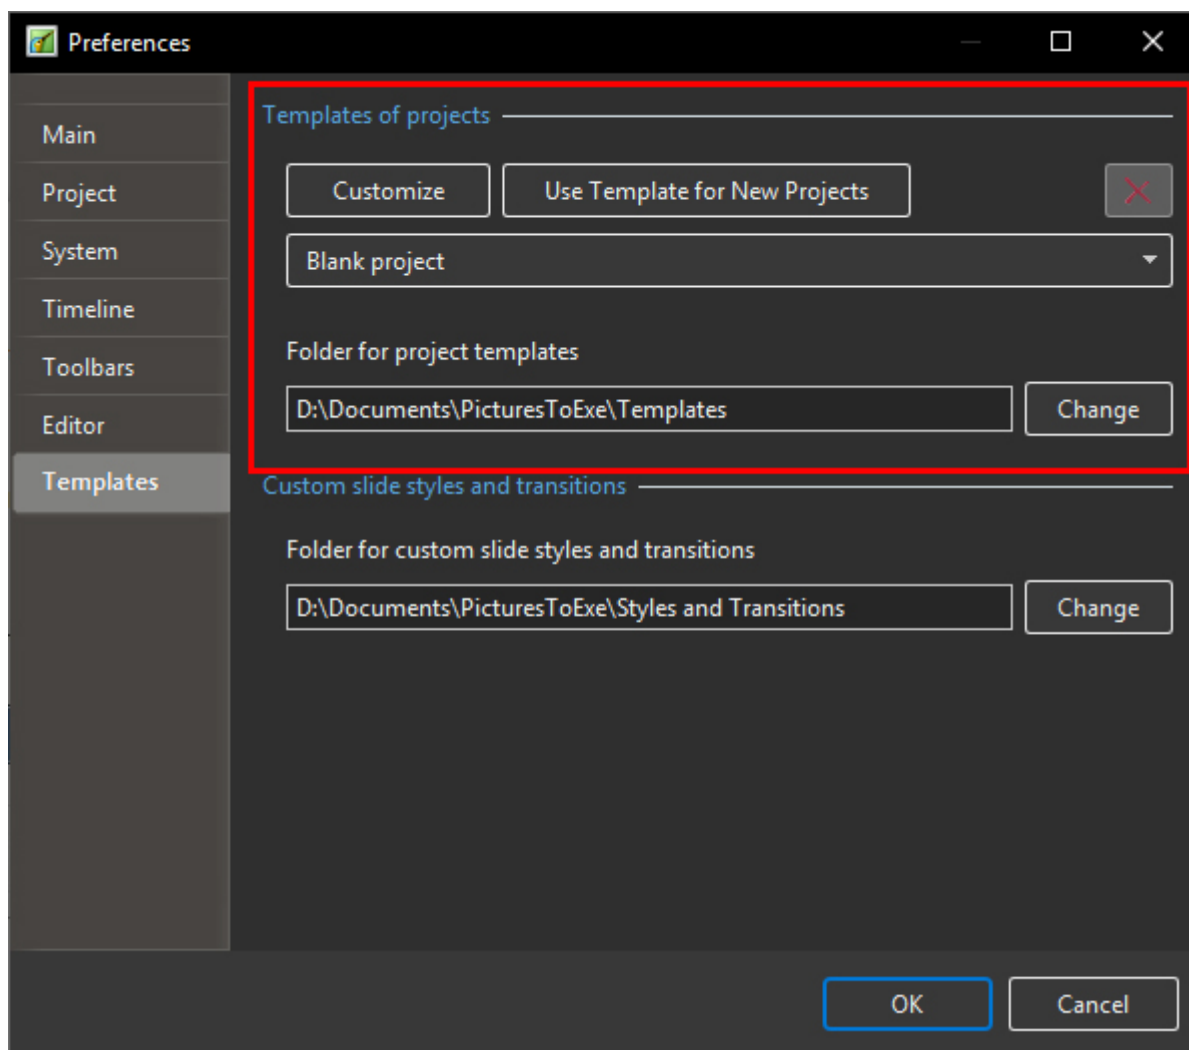 Preferences
Main
Project
System
Timeline
Toolbars
Editor
Templates
Templates of projects
Customize
Use Template for New Projects
Blank project
Folder for project templates
D:\Documents\PicturesToExe\Templates
Change
Custom slide styles and transitions
Folder for custom slide styles and transitions
D:\Documents\PicturesToExe\Styles and Transitions
Change
OK
Cancel